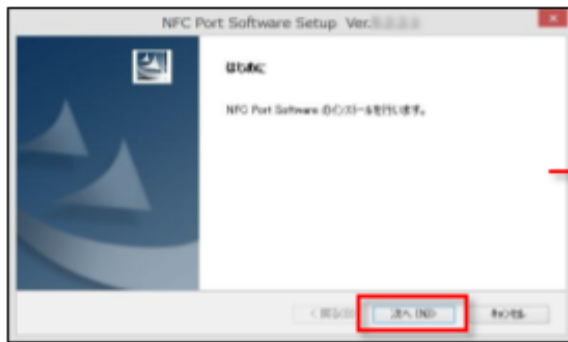 NFC Port Software Setup Ver.
はじめに
NFC Port Software のインストールを行います。
< 戻る(B) 次へ (N)> キャンセル